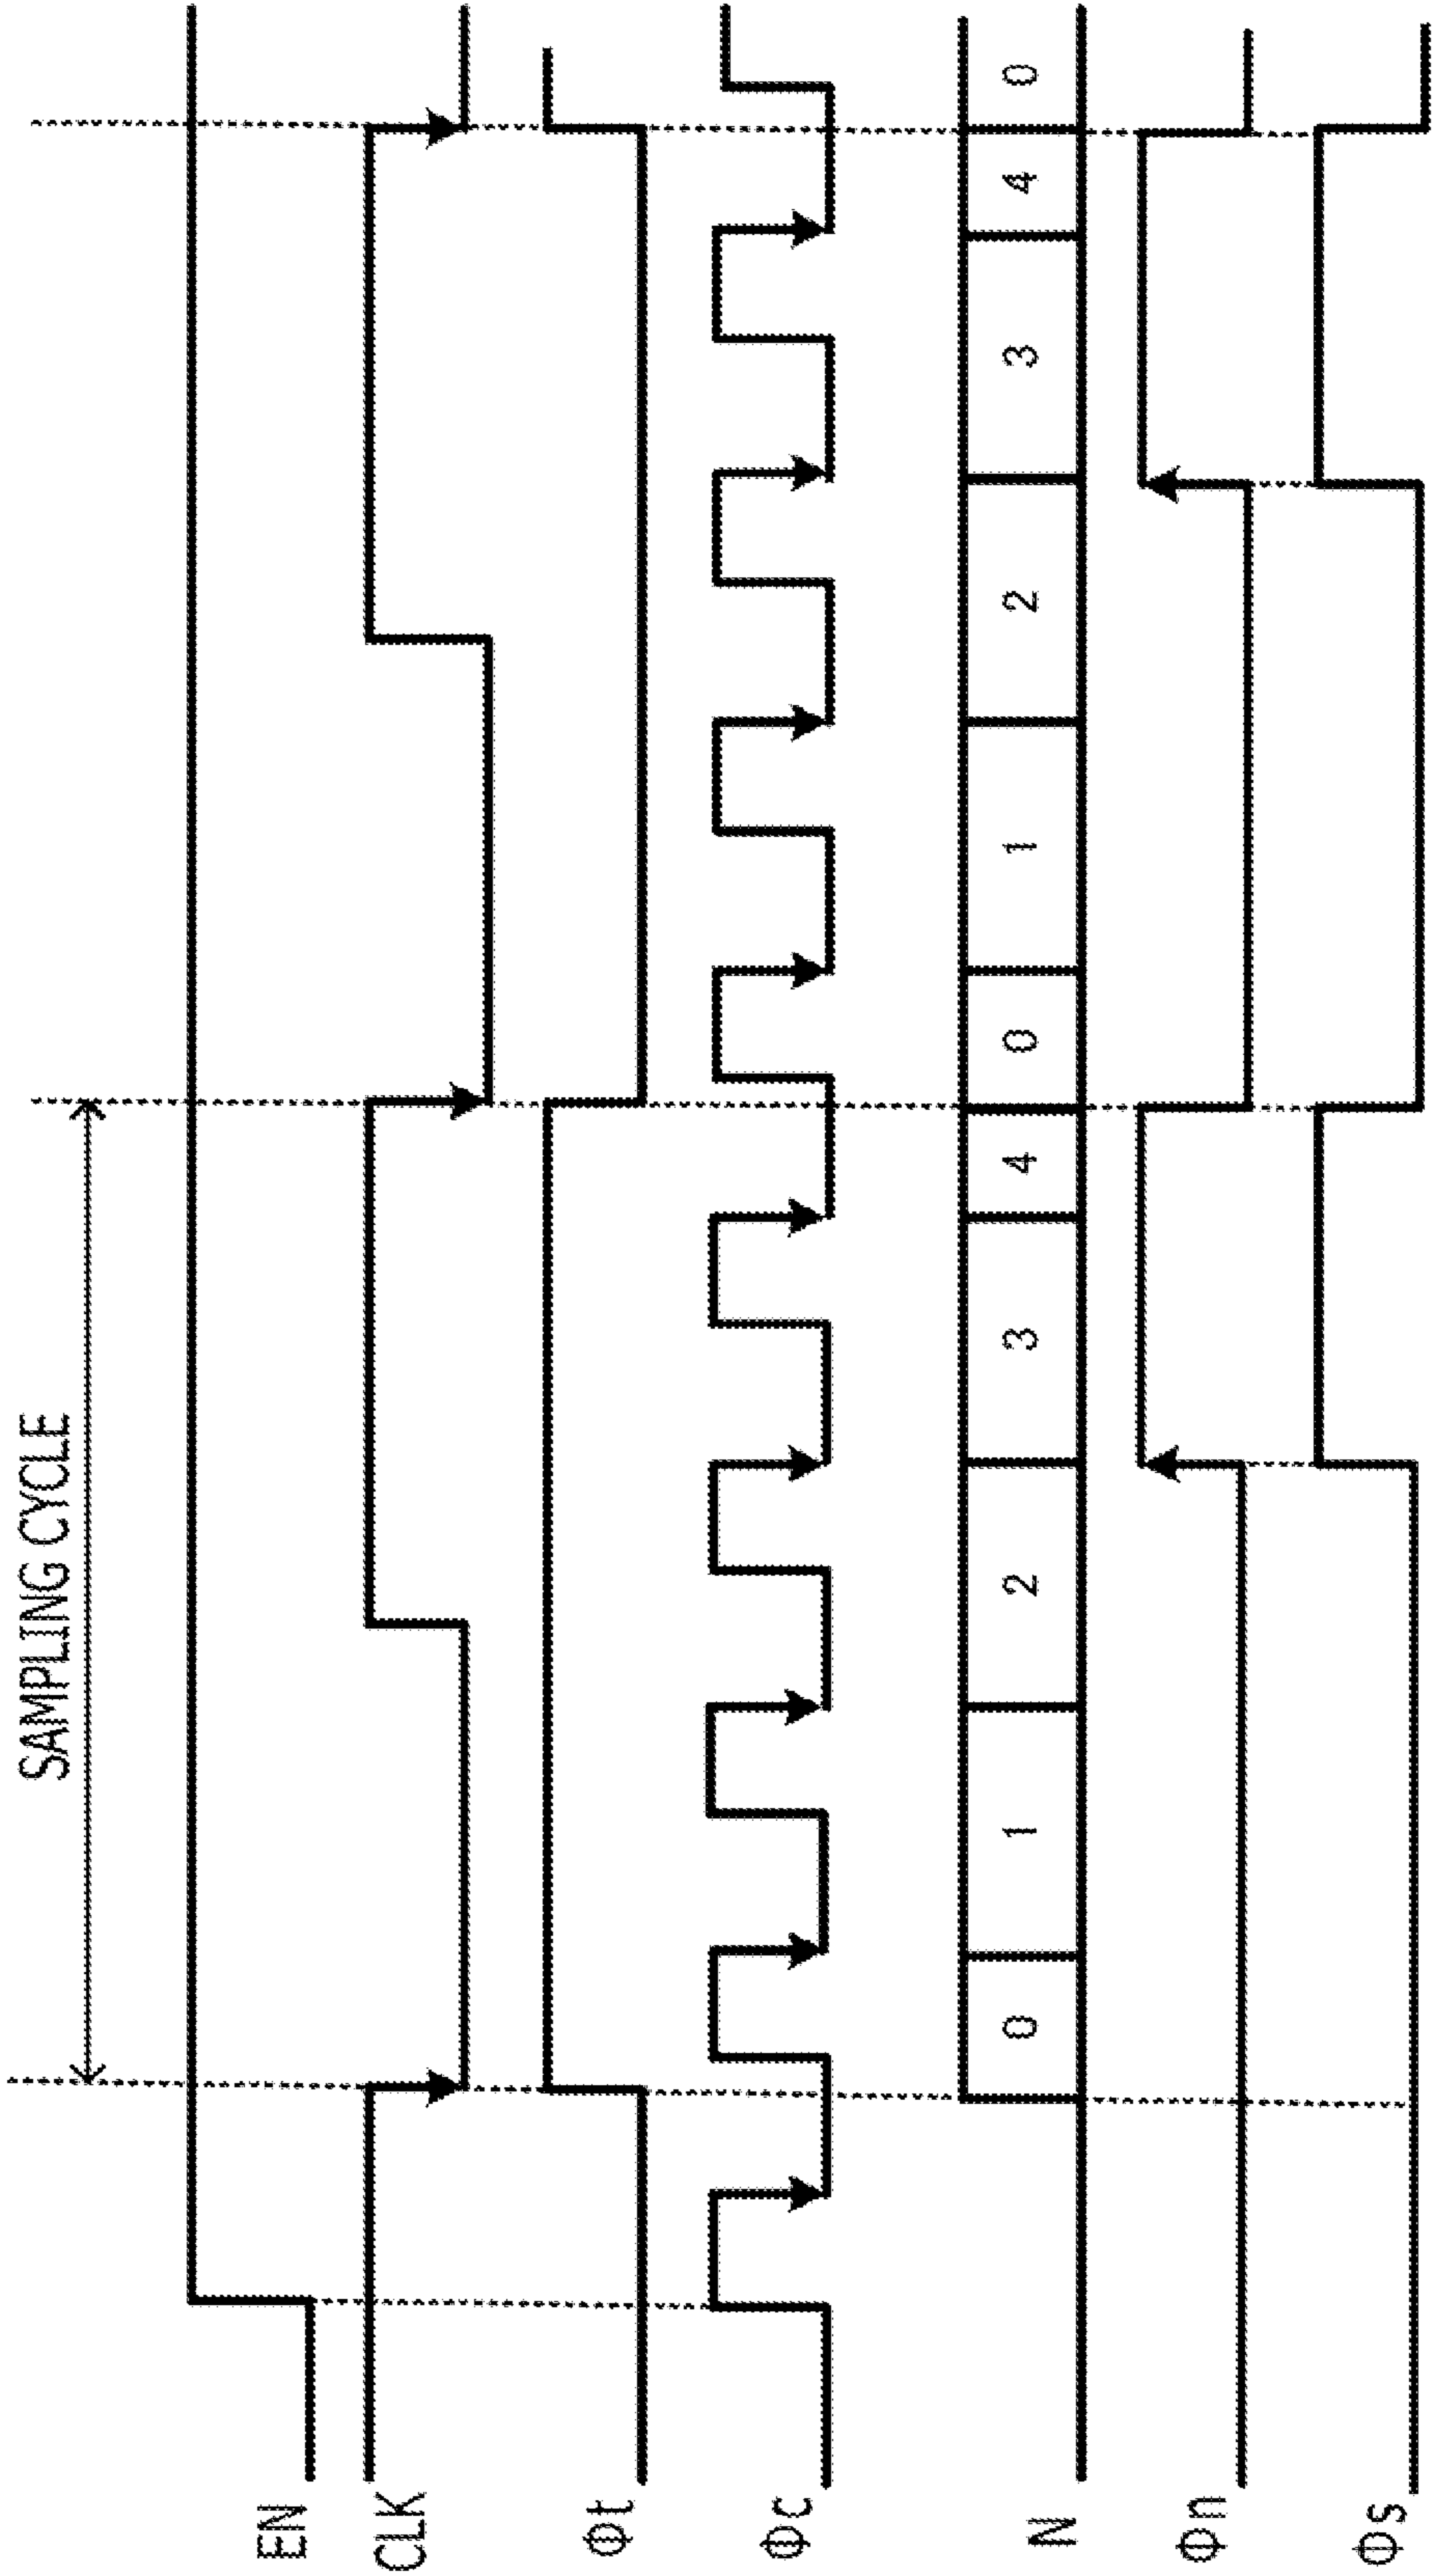 SAMPLING CYCLE
EN
CLK
Φt
Φc
N 0 1 2 3 4 0 1 2 3 4 0
Φn
Φs